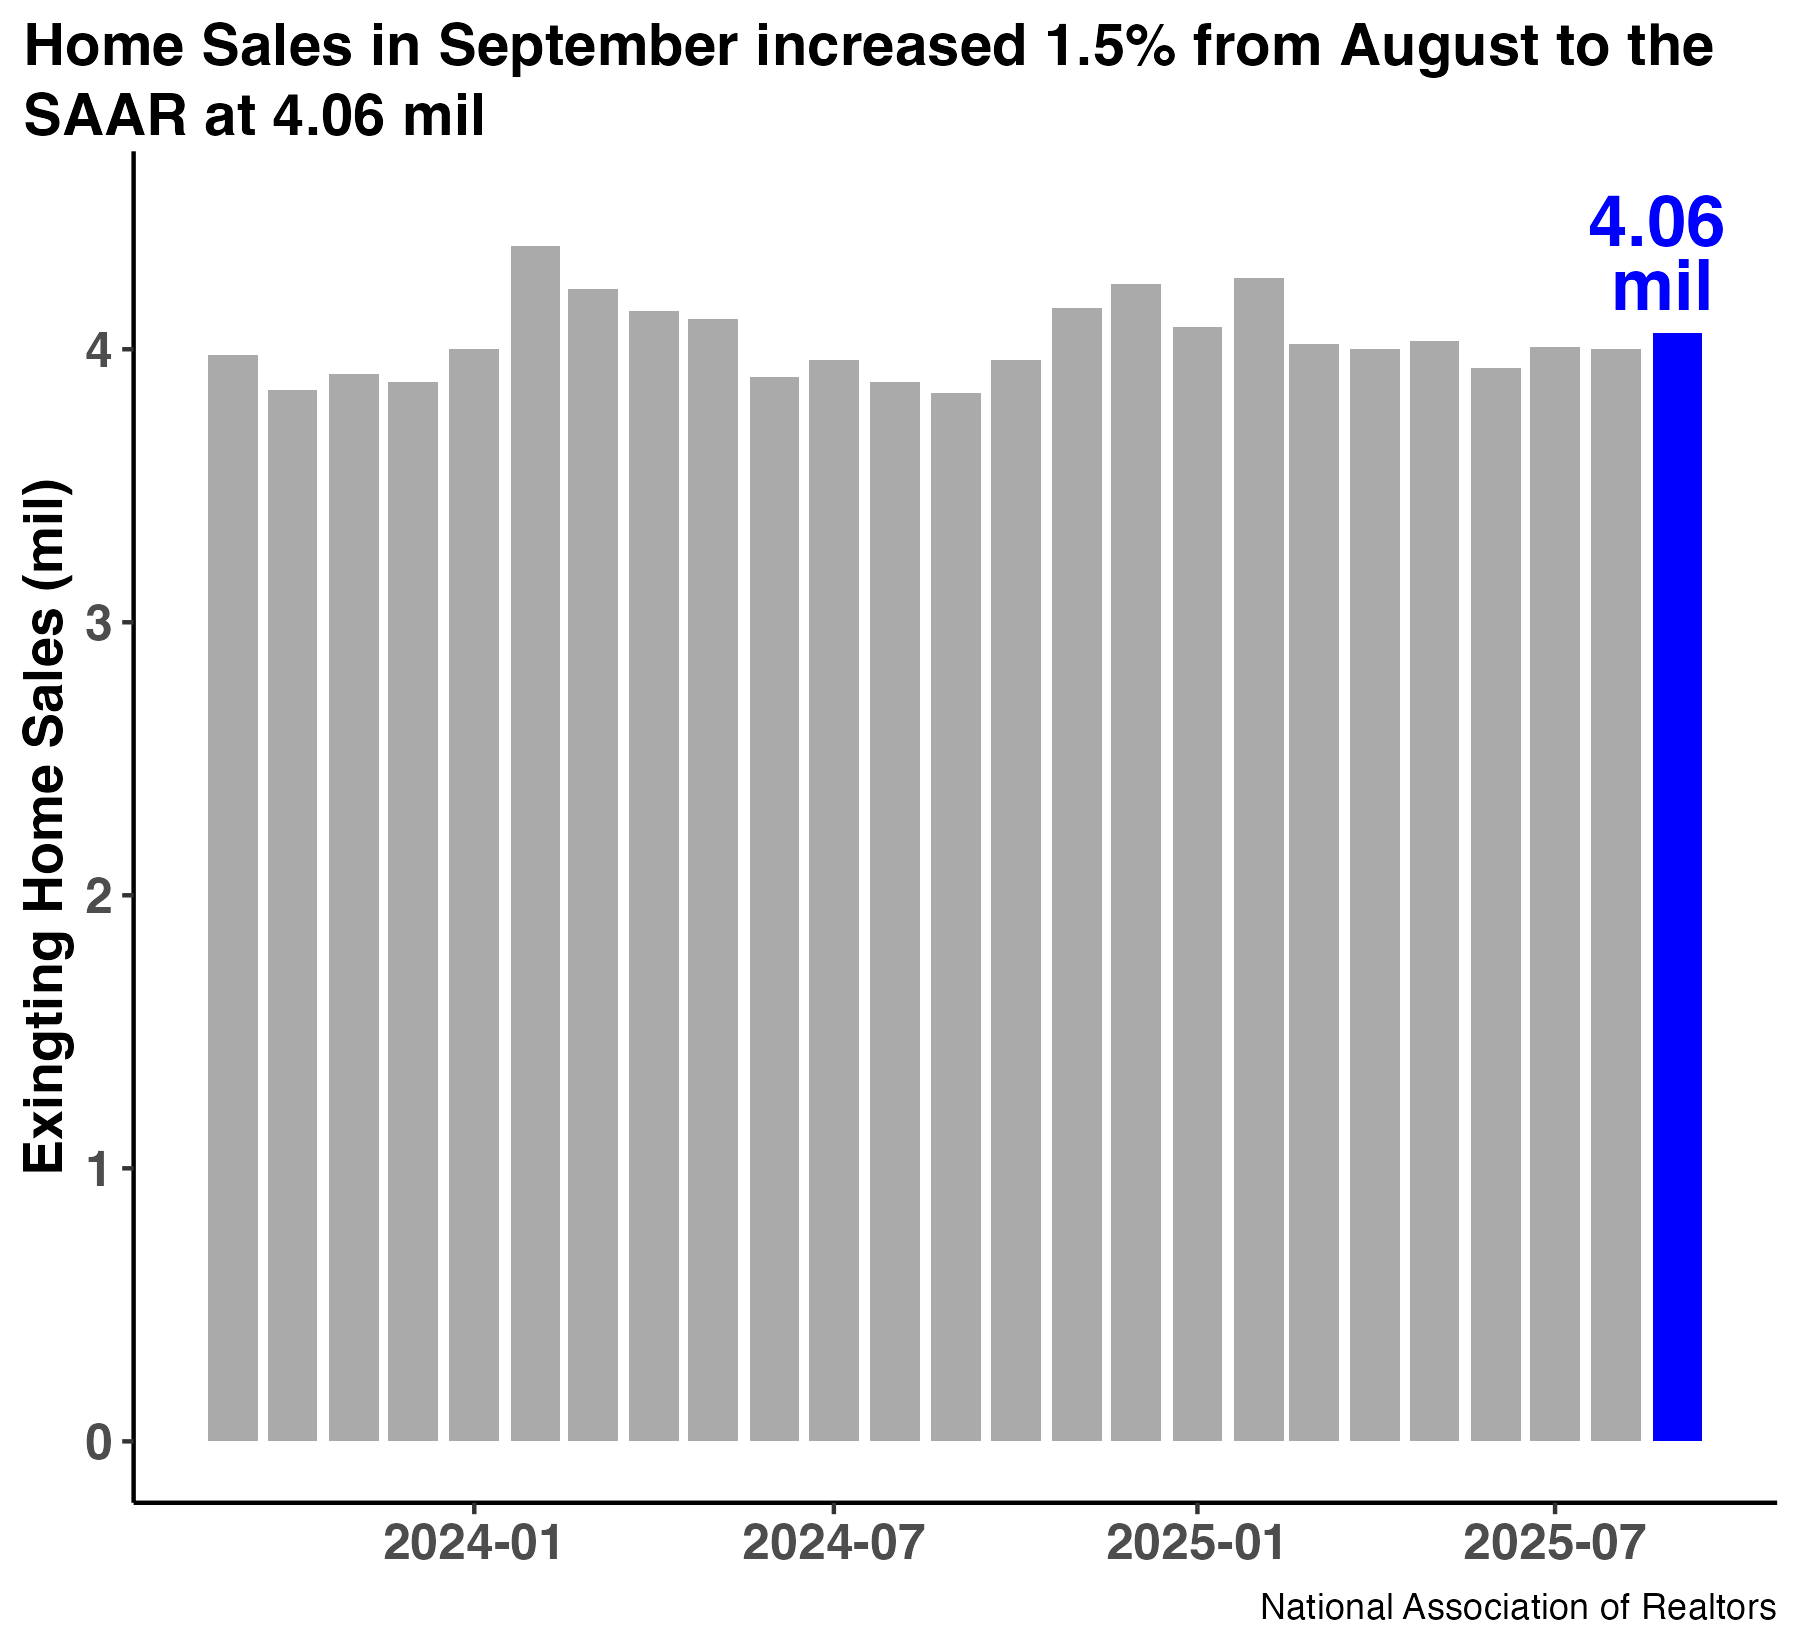 Home Sales in September increased 1.5% from August to the
SAAR at 4.06 mil
4.06
mil
Exingting Home Sales (mil)
4
3
2
1
0
2024-01
2024-07
2025-01
2025-07
National Association of Realtors